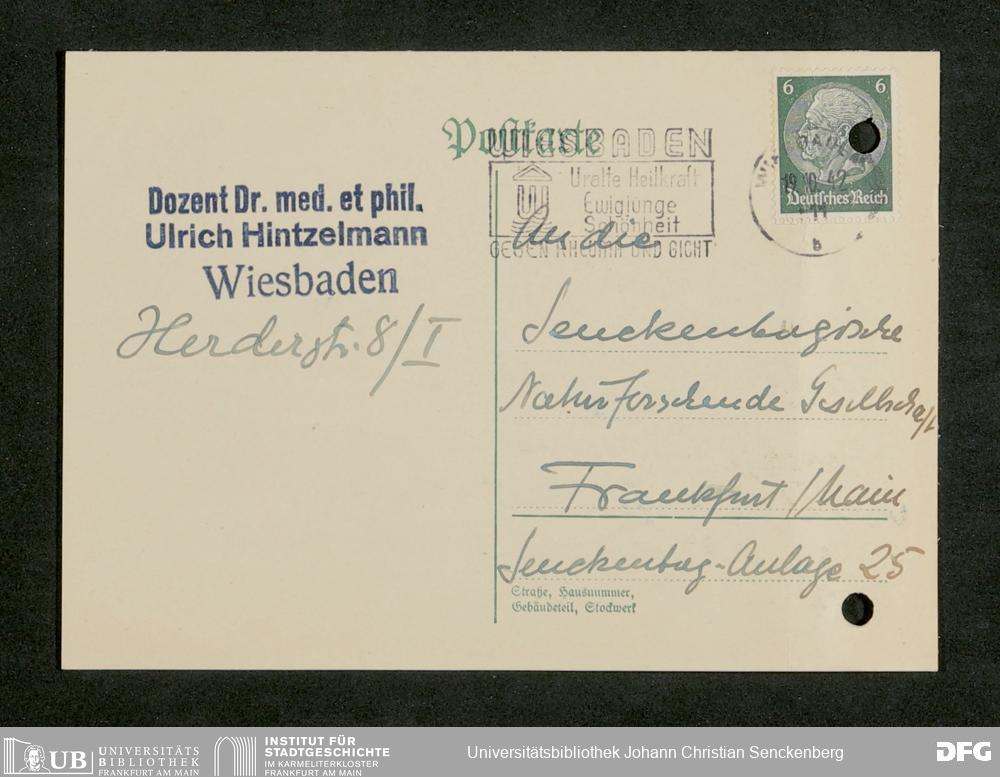 Postkarte
WIESBADEN
Uralte Heilkraft
Ewigjunge
Schönheit
GEGEN RHEUMA UND GICHT
6 6
19.10.42
Deutsches Reich
b
Dozent Dr. med. et phil.
Ulrich Hintzelmann
Wiesbaden
Herderstr. 8/I
An die
Senckenbergische
Naturforschende Gesellschaft
Frankfurt / Main
Senckenberg-Anlage 25
Straße, Hausnummer,
Gebäudeteil, Stockwerk
UB UNIVERSITÄTS
BIBLIOTHEK
FRANKFURT AM MAIN
INSTITUT FÜR
STADTGESCHICHTE
IM KARMELITERKLOSTER
FRANKFURT AM MAIN
Universitätsbibliothek Johann Christian Senckenberg
DFG